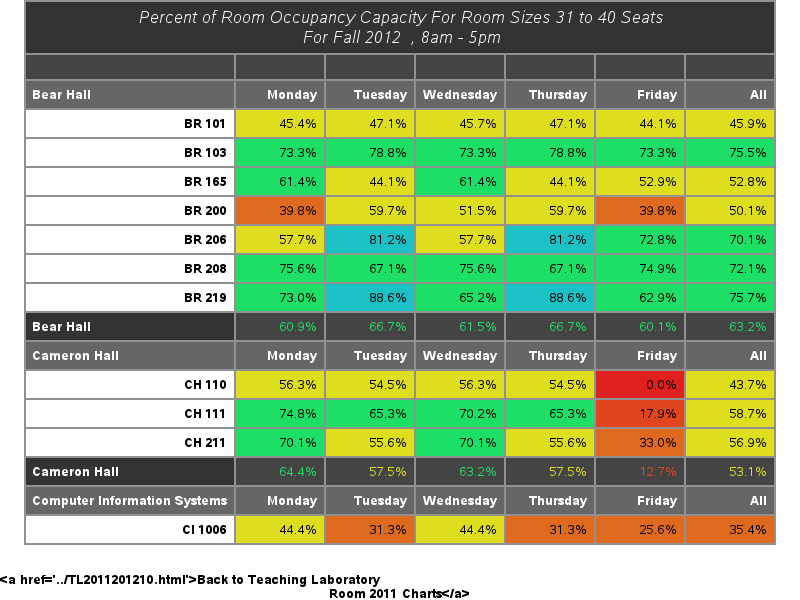 Percent of Room Occupancy Capacity For Room Sizes 31 to 40 Seats
For Fall 2012 , 8am - 5pm
Bear Hall Monday Tuesday Wednesday Thursday Friday All
BR 101 45.4% 47.1% 45.7% 47.1% 44.1% 45.9%
BR 103 73.3% 78.8% 73.3% 78.8% 73.3% 75.5%
BR 165 61.4% 44.1% 61.4% 44.1% 52.9% 52.8%
BR 200 39.8% 59.7% 51.5% 59.7% 39.8% 50.1%
BR 206 57.7% 81.2% 57.7% 81.2% 72.8% 70.1%
BR 208 75.6% 67.1% 75.6% 67.1% 74.9% 72.1%
BR 219 73.0% 88.6% 65.2% 88.6% 62.9% 75.7%
Bear Hall 60.9% 66.7% 61.5% 66.7% 60.1% 63.2%
Cameron Hall Monday Tuesday Wednesday Thursday Friday All
CH 110 56.3% 54.5% 56.3% 54.5% 0.0% 43.7%
CH 111 74.8% 65.3% 70.2% 65.3% 17.9% 58.7%
CH 211 70.1% 55.6% 70.1% 55.6% 33.0% 56.9%
Cameron Hall 64.4% 57.5% 63.2% 57.5% 12.7% 53.1%
Computer Information Systems Monday Tuesday Wednesday Thursday Friday All
CI 1006 44.4% 31.3% 44.4% 31.3% 25.6% 35.4%
<a href='../TL2011201210.html'>Back to Teaching Laboratory
Room 2011 Charts</a>